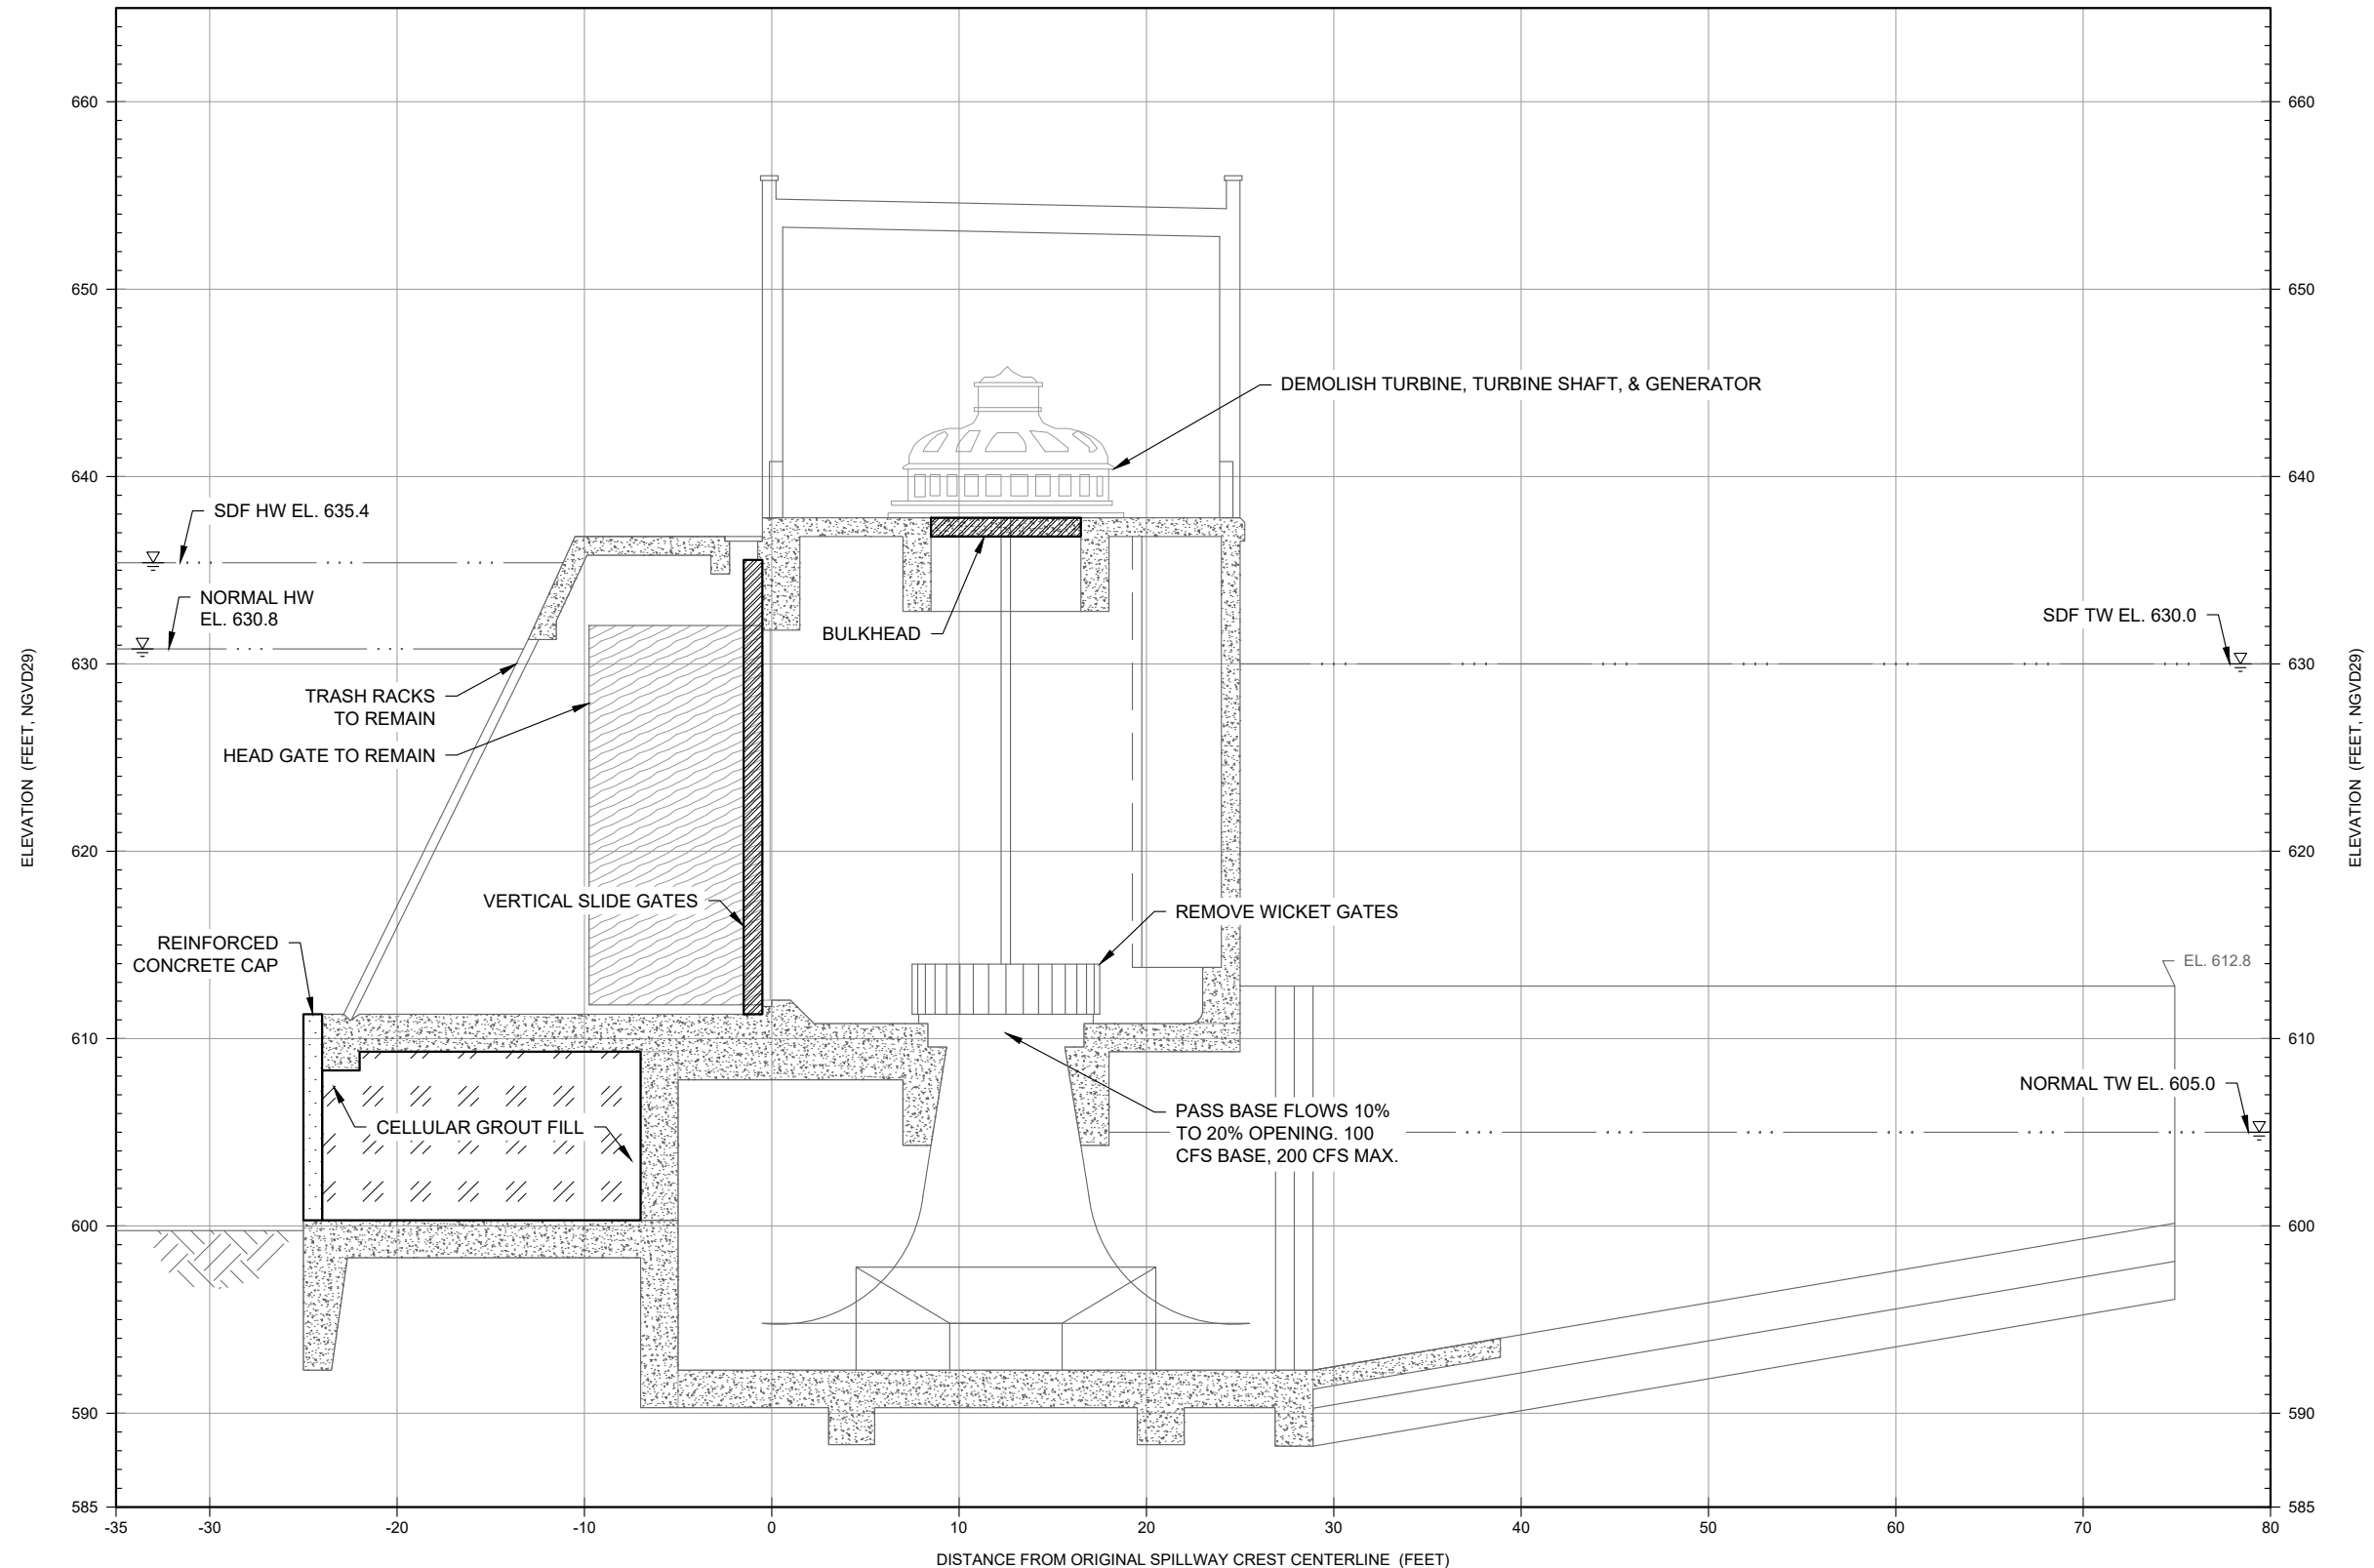 660
660
650
650
DEMOLISH TURBINE, TURBINE SHAFT, & GENERATOR
640
640
SDF HW EL. 635.4
NORMAL HW
EL. 630.8
SDF TW EL. 630.0
BULKHEAD
630
630
TRASH RACKS
TO REMAIN
HEAD GATE TO REMAIN
ELEVATION (FEET, NGVD29)
ELEVATION (FEET, NGVD29)
620
620
VERTICAL SLIDE GATES
REMOVE WICKET GATES
REINFORCED
CONCRETE CAP
EL. 612.8
610
610
NORMAL TW EL. 605.0
PASS BASE FLOWS 10%
TO 20% OPENING. 100
CFS BASE, 200 CFS MAX.
CELLULAR GROUT FILL
600
600
590
590
585
585
-35
-30
-20
-10
0
10
20
30
40
50
60
70
80
DISTANCE FROM ORIGINAL SPILLWAY CREST CENTERLINE (FEET)